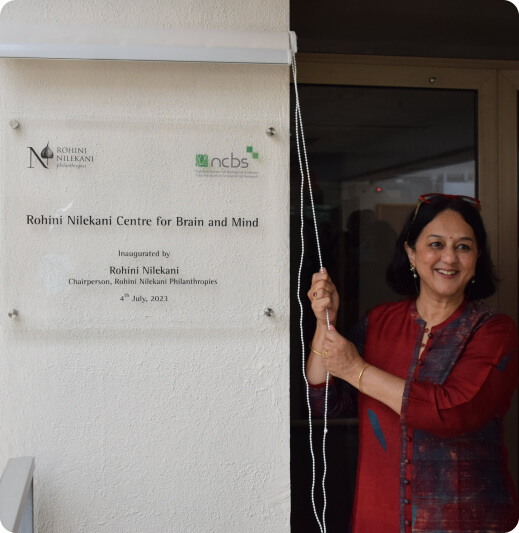 ROHINI
NILEKANI
philanthropies
ncbs
Rohini Nilekani Centre for Brain and Mind
Inaugurated by
Rohini Nilekani
Chairperson, Rohini Nilekani Philanthropies
4th July, 2023